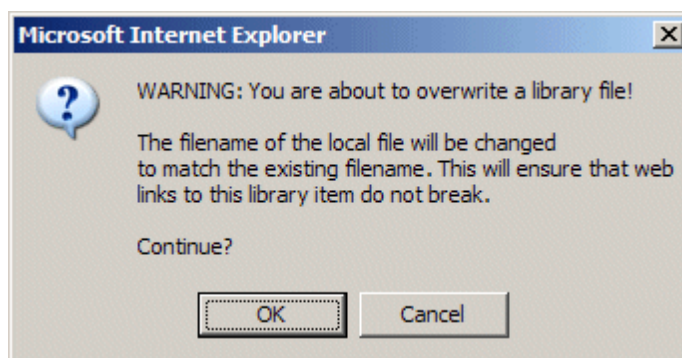 Microsoft Internet Explorer
WARNING: You are about to overwrite a library file!
The filename of the local file will be changed
to match the existing filename. This will ensure that web
links to this library item do not break.
Continue?
OK
Cancel